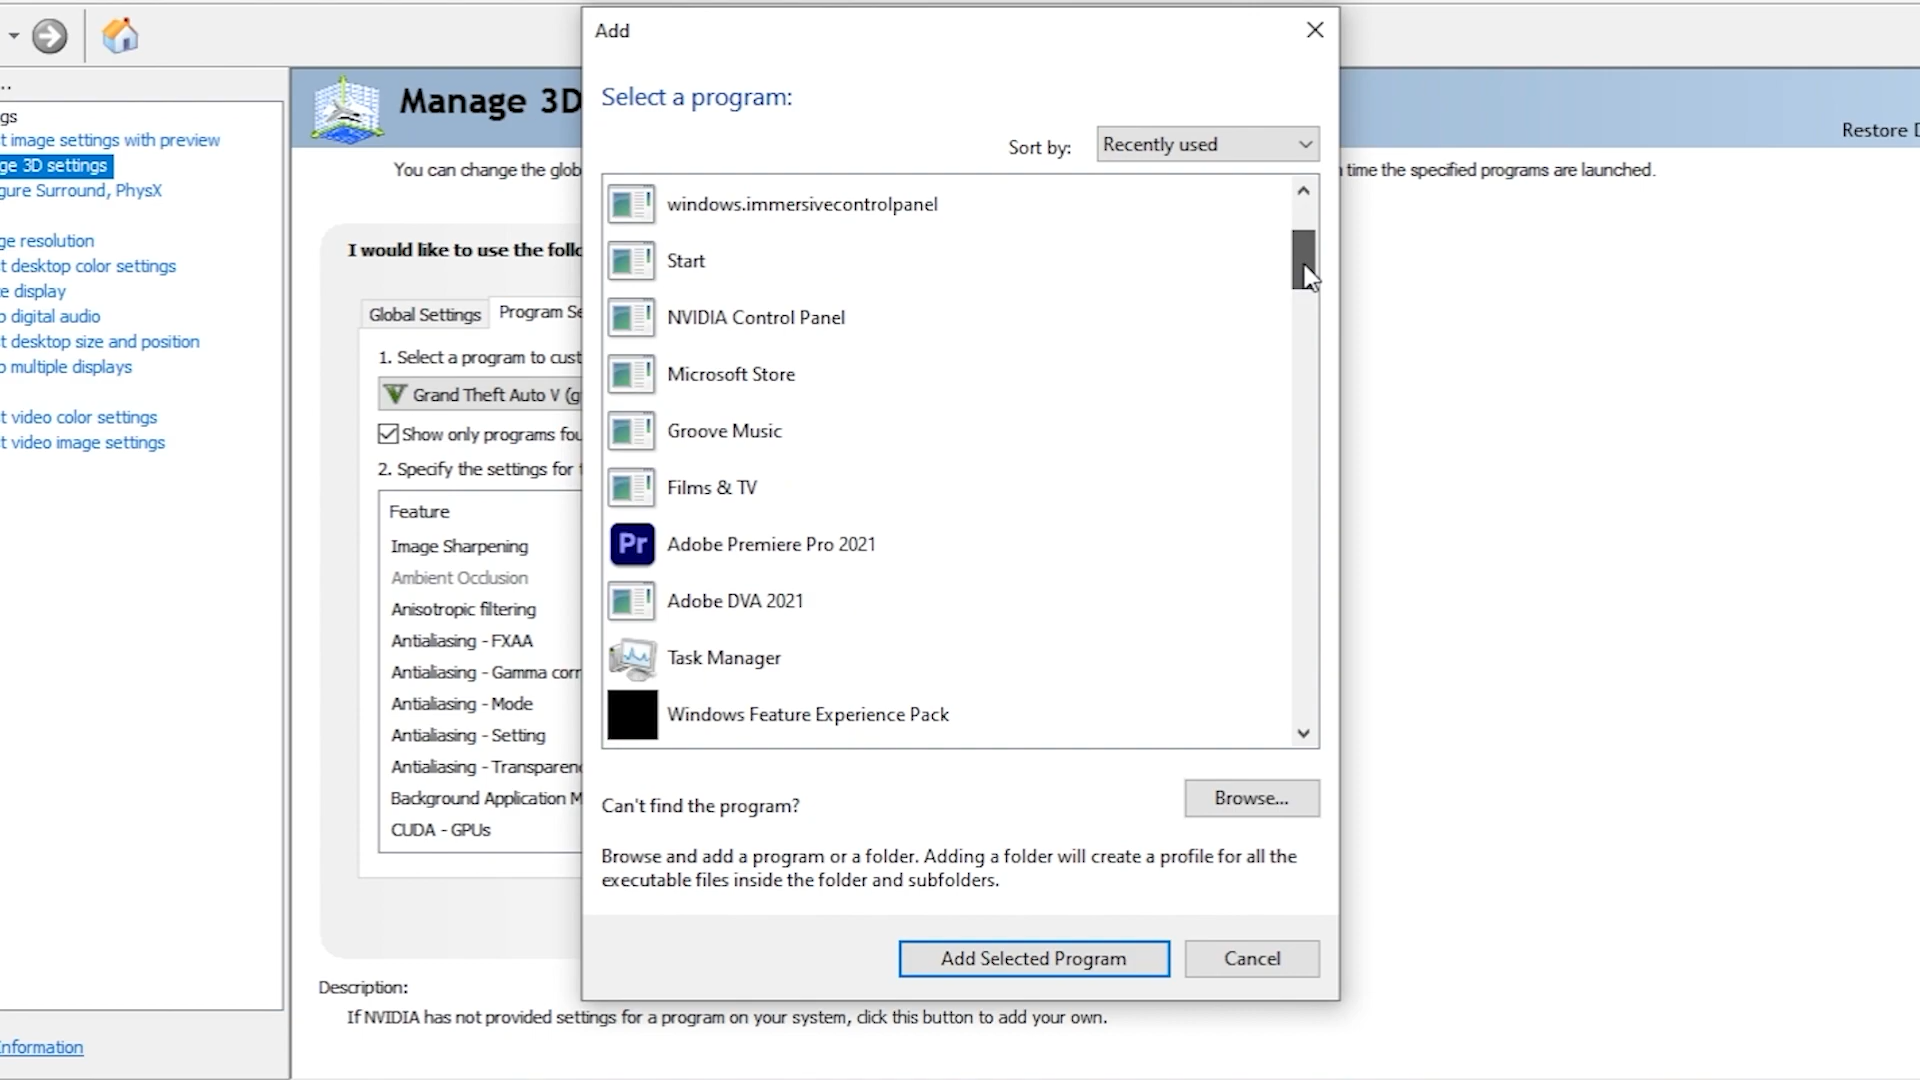 Add
Select a program:
Sort by:
Recently used
windows.immersivecontrolpanel
Start
NVIDIA Control Panel
Microsoft Store
Groove Music
Films & TV
Pr
Adobe Premiere Pro 2021
Adobe DVA 2021
Task Manager
Windows Feature Experience Pack
Can't find the program?
Browse...
Browse and add a program or a folder. Adding a folder will create a profile for all the
executable files inside the folder and subfolders.
Add Selected Program
Cancel
..
gs
t image settings with preview
ge 3D settings
gure Surround, PhysX
ge resolution
t desktop color settings
e display
o digital audio
t desktop size and position
o multiple displays
t video color settings
t video image settings
Information
Manage 3D
Restore D
You can change the glob
time the specified programs are launched.
I would like to use the follo
Global Settings
Program Se
1. Select a program to cust
Grand Theft Auto V (g
Show only programs fou
2. Specify the settings for t
Feature
Image Sharpening
Ambient Occlusion
Anisotropic filtering
Antialiasing - FXAA
Antialiasing - Gamma corr
Antialiasing - Mode
Antialiasing - Setting
Antialiasing - Transparen
Background Application M
CUDA - GPUs
Description:
If NVIDIA has not provided settings for a program on your system, click this button to add your own.